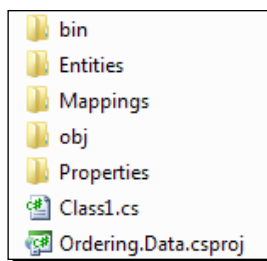 bin
Entities
Mappings
obj
Properties
Class1.cs
Ordering.Data.csproj